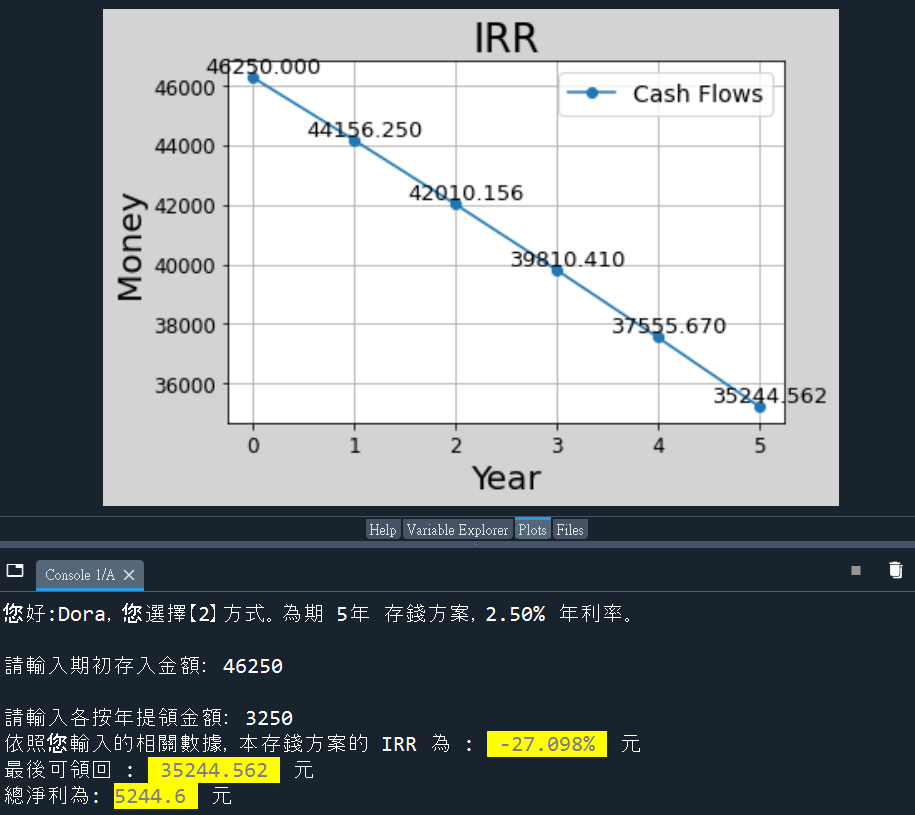 IRR
Cash Flows
46250.000
44156.250
42010.156
39810.410
37555.670
35244.562
46000
44000
42000
40000
38000
36000
Money
0 1 2 3 4 5
Year
Help Variable Explorer Plots Files
Console 1/A
您好:Dora, 您選擇【2】方式。為期 5年 存錢方案, 2.50% 年利率。
請輸入期初存入金額: 46250
請輸入各按年提領金額: 3250
依照您輸入的相關數據, 本存錢方案的 IRR 為 : -27.098% 元
最後可領回 : 35244.562 元
總淨利為: 5244.6 元